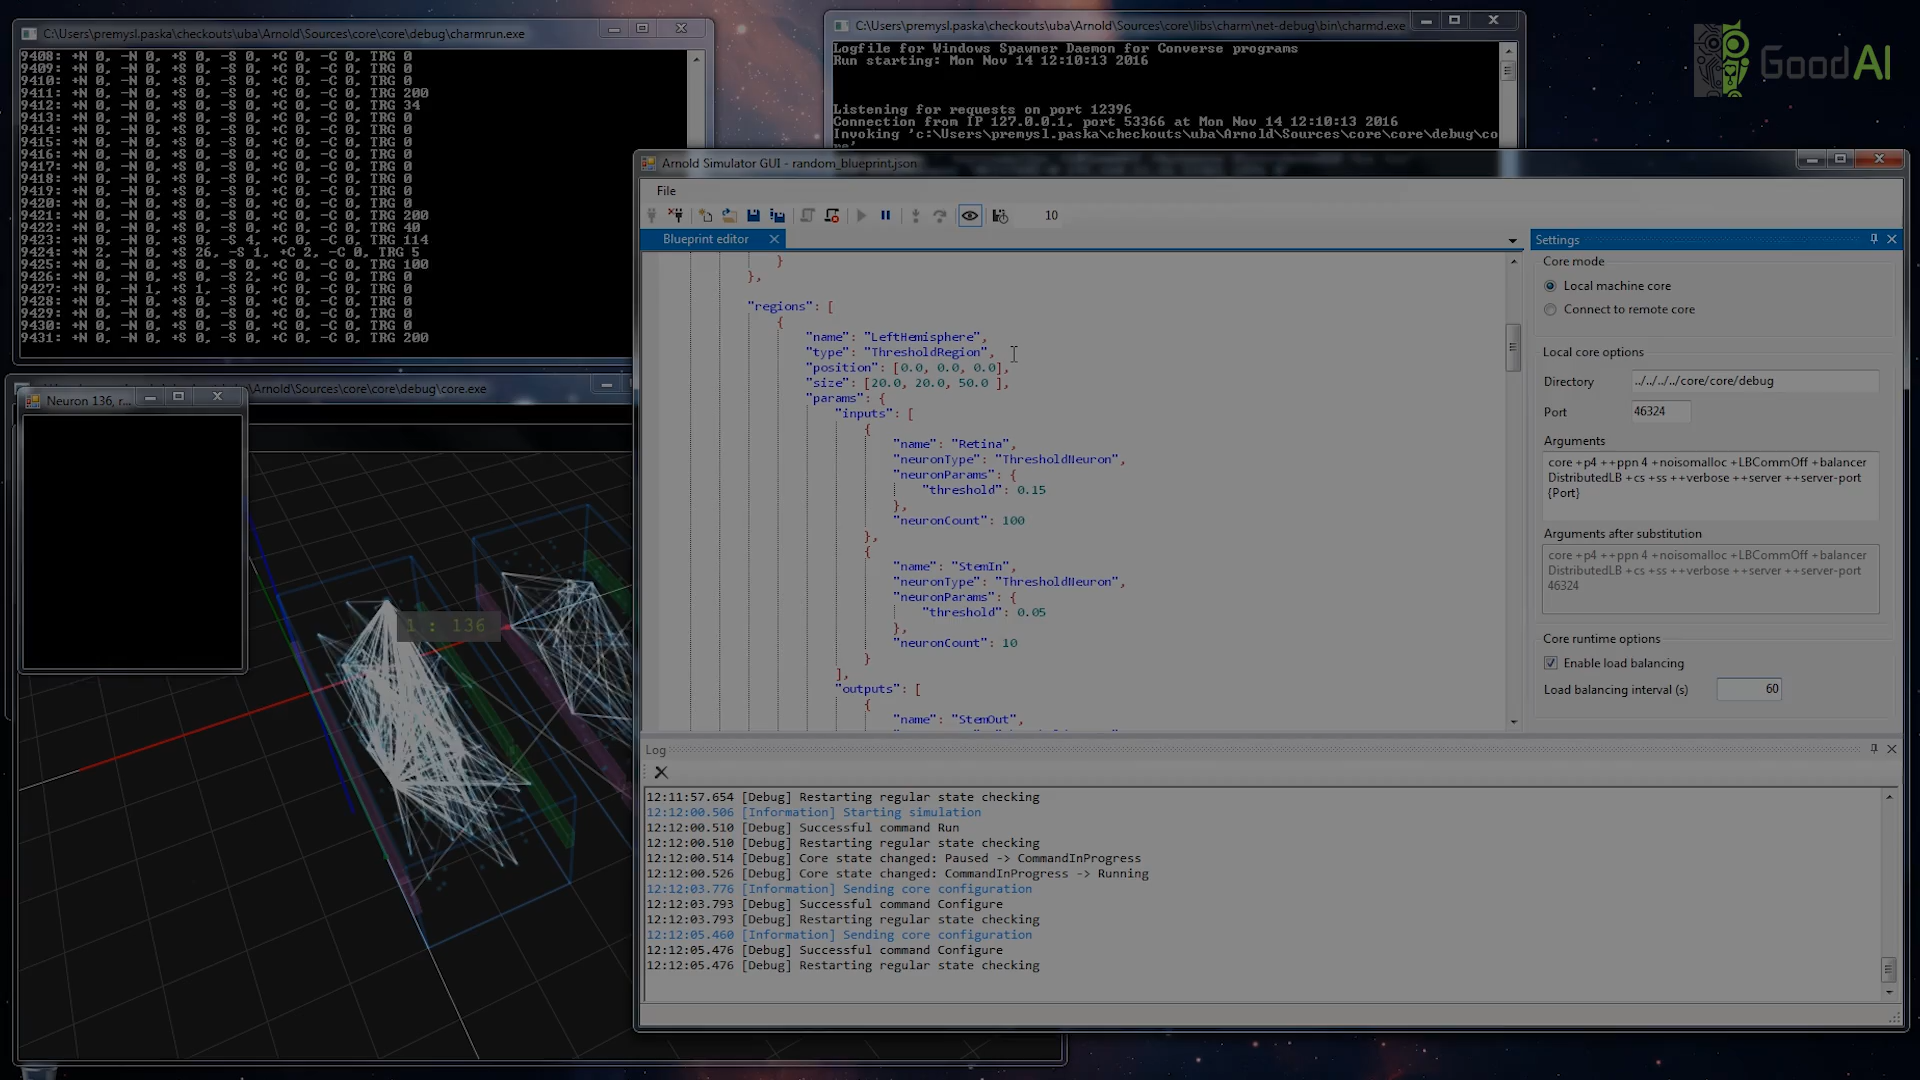 C:\Users\premysl.paska\checkouts\uba\Arnold\Sources\core\core\debug\charmrun.exe
9408: +N 0, -N 0, +S 0, -S 0, +C 0, -C 0, TRG 0
9409: +N 0, -N 0, +S 0, -S 0, +C 0, -C 0, TRG 0
9410: +N 0, -N 0, +S 0, -S 0, +C 0, -C 0, TRG 0
9411: +N 0, -N 0, +S 0, -S 0, +C 0, -C 0, TRG 200
9412: +N 0, -N 0, +S 0, -S 0, +C 0, -C 0, TRG 34
9413: +N 0, -N 0, +S 0, -S 0, +C 0, -C 0, TRG 0
9414: +N 0, -N 0, +S 0, -S 0, +C 0, -C 0, TRG 0
9415: +N 0, -N 0, +S 0, -S 0, +C 0, -C 0, TRG 0
9416: +N 0, -N 0, +S 0, -S 0, +C 0, -C 0, TRG 0
9417: +N 0, -N 0, +S 0, -S 0, +C 0, -C 0, TRG 0
9418: +N 0, -N 0, +S 0, -S 0, +C 0, -C 0, TRG 0
9419: +N 0, -N 0, +S 0, -S 0, +C 0, -C 0, TRG 0
9420: +N 0, -N 0, +S 0, -S 0, +C 0, -C 0, TRG 0
9421: +N 0, -N 0, +S 0, -S 0, +C 0, -C 0, TRG 200
9422: +N 0, -N 0, +S 0, -S 0, +C 0, -C 0, TRG 40
9423: +N 0, -N 0, +S 0, -S 4, +C 0, -C 0, TRG 114
9424: +N 2, -N 0, +S 26, -S 1, +C 2, -C 0, TRG 5
9425: +N 0, -N 0, +S 0, -S 0, +C 0, -C 0, TRG 100
9426: +N 0, -N 0, +S 0, -S 2, +C 0, -C 0, TRG 0
9427: +N 0, -N 1, +S 1, -S 0, +C 0, -C 0, TRG 0
9428: +N 0, -N 0, +S 0, -S 0, +C 0, -C 0, TRG 0
9429: +N 0, -N 0, +S 0, -S 0, +C 0, -C 0, TRG 0
9430: +N 0, -N 0, +S 0, -S 0, +C 0, -C 0, TRG 0
9431: +N 0, -N 0, +S 0, -S 0, +C 0, -C 0, TRG 200
C:\Users\premysl.paska\checkouts\uba\Arnold\Sources\core\libs\charm\net-debug\bin\charmd.exe
Logfile for Windows Spawner Daemon for Converse programs
Run starting: Mon Nov 14 12:10:13 2016
Listening for requests on port 12396
Connection from IP 127.0.0.1, port 53366 at Mon Nov 14 12:10:13 2016
Invoking 'c:\Users\premysl.paska\checkouts\uba\Arnold\Sources\core\core\debug\co
GoodAI
\Arnold\Sources\core\core\debug\core.exe
Neuron 136, r...
1 : 136
Arnold Simulator GUI - random_blueprint.json
File
10
Blueprint editor
}
},
"regions": [
{
"name": "LeftHemisphere",
"type": "ThresholdRegion",
"position": [0.0, 0.0, 0.0],
"size": [20.0, 20.0, 50.0 ],
"params": {
"inputs": [
{
"name": "Retina",
"neuronType": "ThresholdNeuron",
"neuronParams": {
"threshold": 0.15
},
"neuronCount": 100
},
{
"name": "StemIn",
"neuronType": "ThresholdNeuron",
"neuronParams": {
"threshold": 0.05
},
"neuronCount": 10
}
],
"outputs": [
{
"name": "StemOut",
Settings
Core mode
Local machine core
Connect to remote core
Local core options
Directory ../../../../core/core/debug
Port 46324
Arguments
core +p4 ++ppn 4 +noisomalloc +LBCommOff +balancer
DistributedLB +cs +ss ++verbose ++server ++server-port
{Port}
Arguments after substitution
core +p4 ++ppn 4 +noisomalloc +LBCommOff +balancer
DistributedLB +cs +ss ++verbose ++server ++server-port
46324
Core runtime options
Enable load balancing
Load balancing interval (s) 60
Log
12:11:57.654 [Debug] Restarting regular state checking
12:12:00.506 [Information] Starting simulation
12:12:00.510 [Debug] Successful command Run
12:12:00.510 [Debug] Restarting regular state checking
12:12:00.514 [Debug] Core state changed: Paused -> CommandInProgress
12:12:00.526 [Debug] Core state changed: CommandInProgress -> Running
12:12:03.776 [Information] Sending core configuration
12:12:03.793 [Debug] Successful command Configure
12:12:03.793 [Debug] Restarting regular state checking
12:12:05.460 [Information] Sending core configuration
12:12:05.476 [Debug] Successful command Configure
12:12:05.476 [Debug] Restarting regular state checking